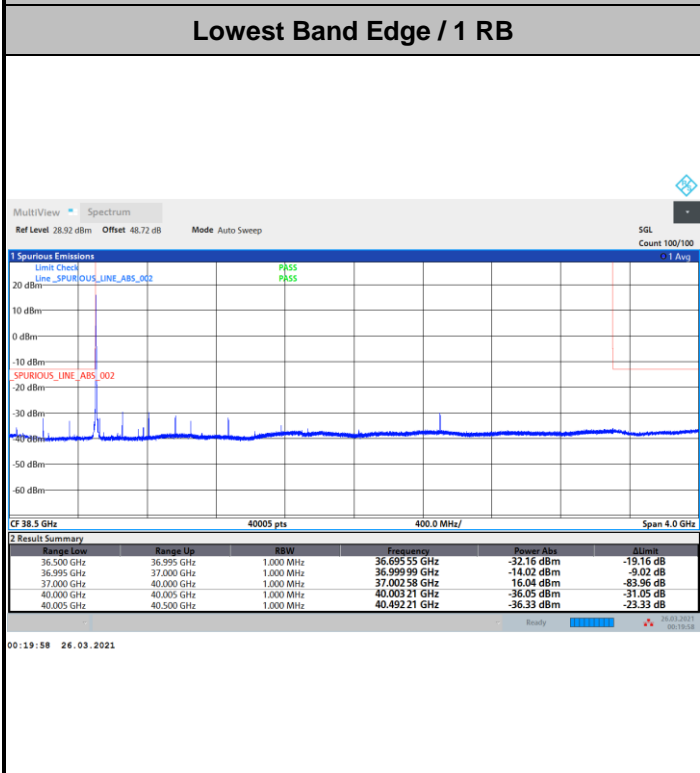 Lowest Band Edge / 1 RB
MultiView Spectrum
Ref Level 28.92 dBm Offset 48.72 dB Mode Auto Sweep SGL
Count 100/100
1 Spurious Emissions 1 Avg
Limit Check PASS
Line _SPURIOUS_LINE_ABS_002 PASS
20 dBm
10 dBm
0 dBm
-10 dBm
_SPURIOUS_LINE_ABS_002
-20 dBm
-30 dBm
-40 dBm
-50 dBm
-60 dBm
CF 38.5 GHz 40005 pts 400.0 MHz/ Span 4.0 GHz
2 Result Summary
Range Low Range Up RBW Frequency Power Abs ΔLimit
36.500 GHz 36.995 GHz 1.000 MHz 36.695 55 GHz -32.16 dBm -19.16 dB
36.995 GHz 37.000 GHz 1.000 MHz 36.999 99 GHz -14.02 dBm -9.02 dB
37.000 GHz 40.000 GHz 1.000 MHz 37.002 58 GHz 16.04 dBm -83.96 dB
40.000 GHz 40.005 GHz 1.000 MHz 40.003 21 GHz -36.05 dBm -31.05 dB
40.005 GHz 40.500 GHz 1.000 MHz 40.492 21 GHz -36.33 dBm -23.33 dB
Ready 26.03.2021
00:19:58
00:19:58 26.03.2021